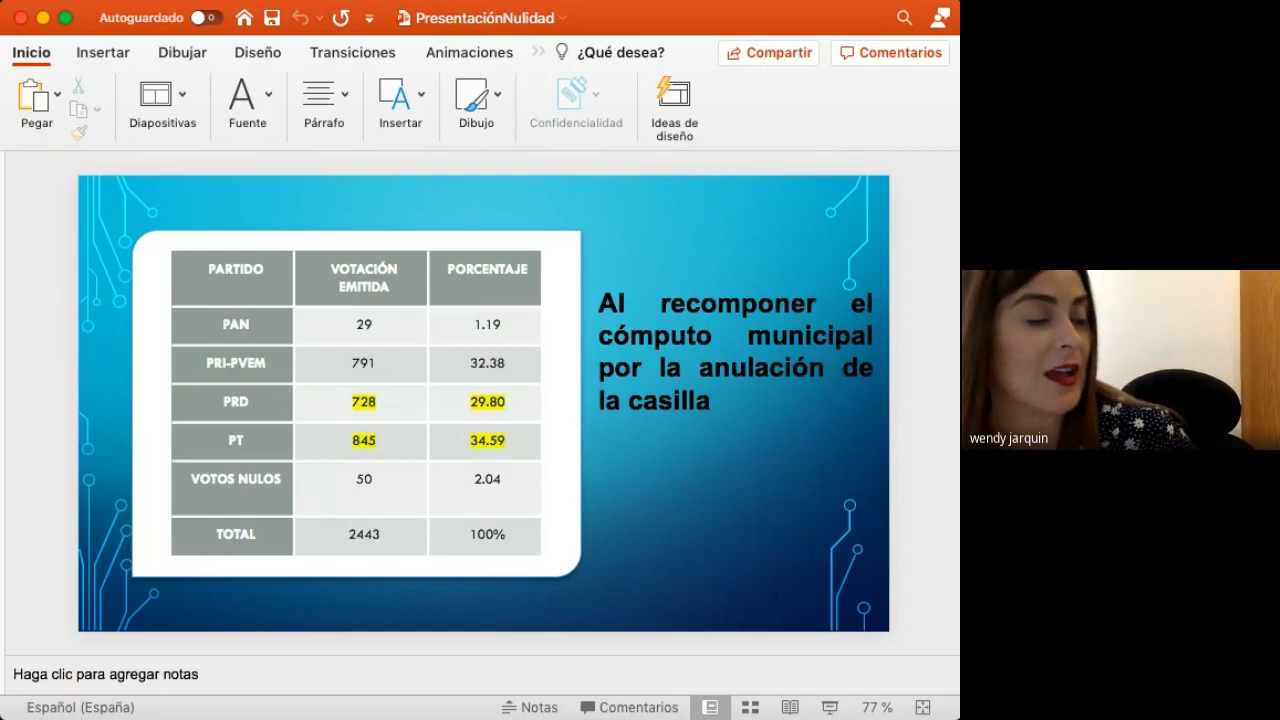 Autoguardado
PresentaciónNulidad
Inicio Insertar Dibujar Diseño Transiciones Animaciones ¿Qué desea? Compartir Comentarios
Pegar Diapositivas Fuente Párrafo Insertar Dibujo Confidencialidad Ideas de
diseño
PARTIDO VOTACIÓN PORCENTAJE
EMITIDA
PAN 29 1.19
PRI-PVEM 791 32.38
PRD 728 29.80
PT 845 34.59
VOTOS NULOS 50 2.04
TOTAL 2443 100%
Al recomponer el
cómputo municipal
por la anulación de
la casilla
wendy jarquin
Haga clic para agregar notas
Español (España) Notas Comentarios 77 %